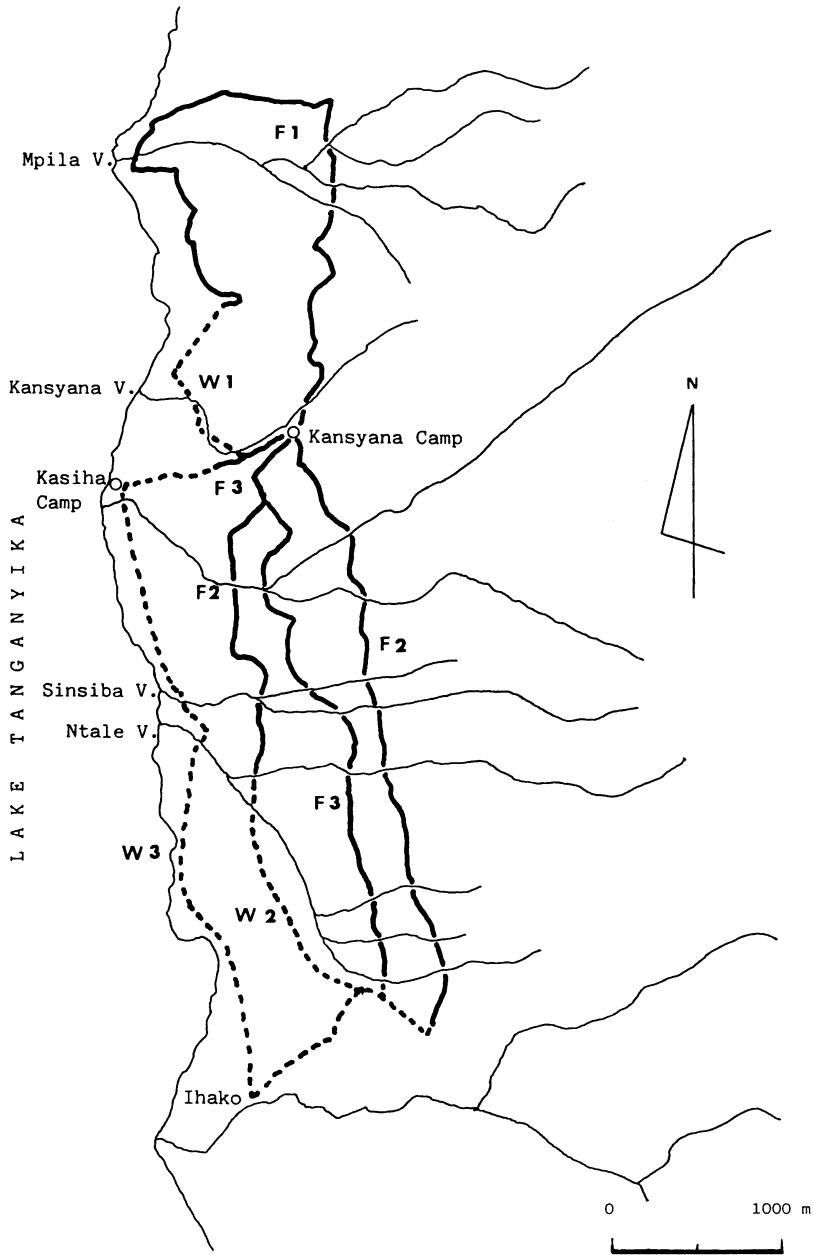 F1
Mpila V.
W1
Kansyana V.
N
Kansyana Camp
Kasiha
Camp
F3
F2
F2
Sinsiba V.
Ntale V.
LAKE TANGANYIKA
F3
W3
W2
Ihako
0 1000 m